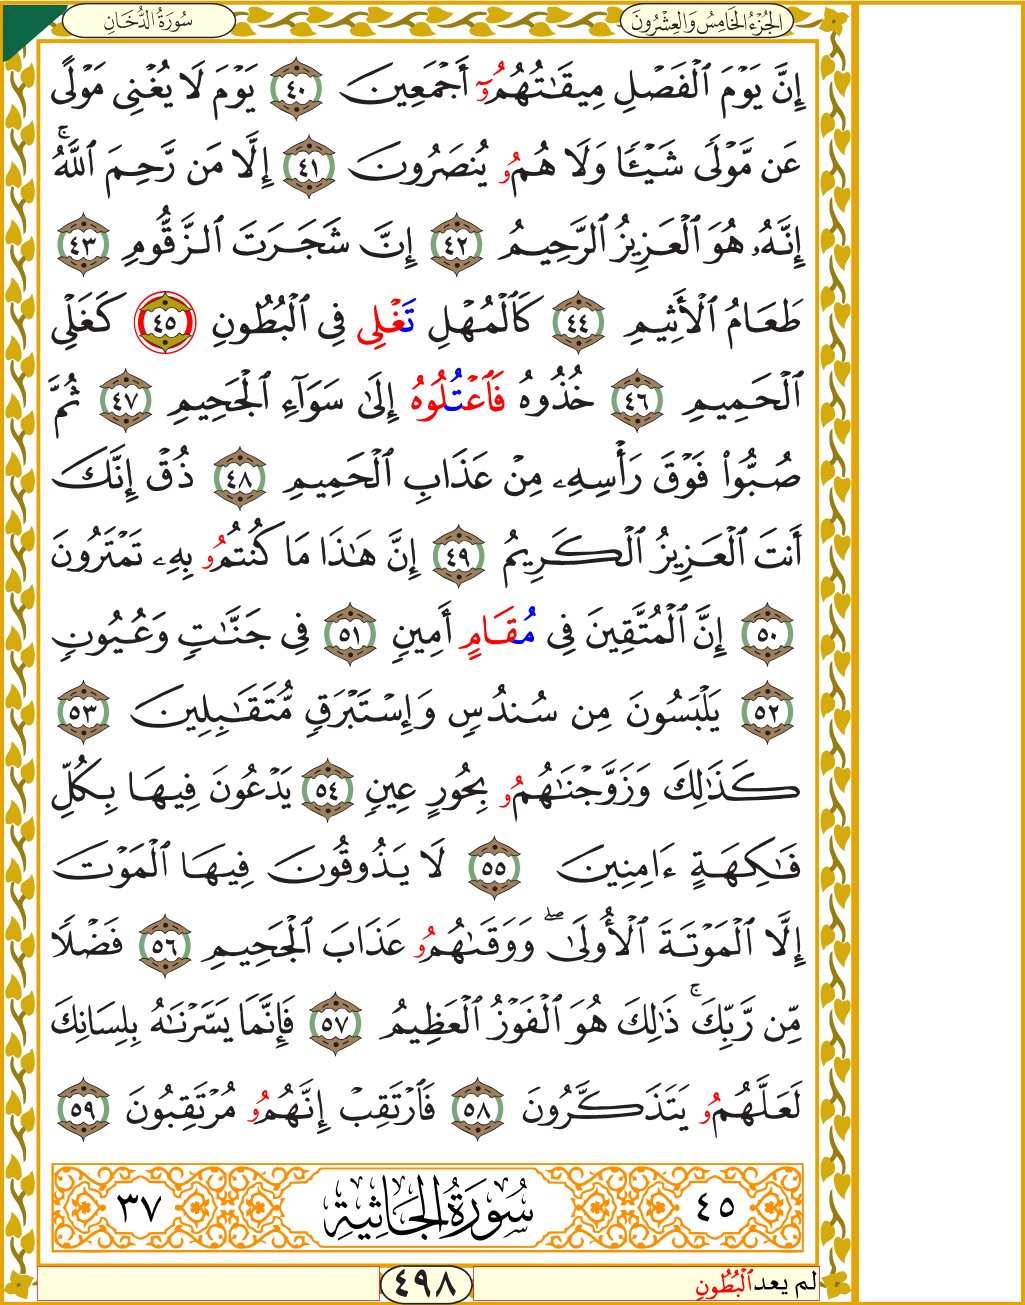 الجُزْءُ الخَامِسُ وَالعِشْرُونَ
سُورَةُ الدُّخَانِ
إِنَّ يَوْمَ ٱلْفَصْلِ مِيقَٰتُهُمُۥٓ أَجْمَعِينَ ٤٠ يَوْمَ لَا يُغْنِى مَوْلًى
عَن مَّوْلًى شَيْـًٔا وَلَا هُمُۥ يُنصَرُونَ ٤١ إِلَّا مَن رَّحِمَ ٱللَّهُۚ
إِنَّهُۥ هُوَ ٱلْعَزِيزُ ٱلرَّحِيمُ ٤٢ إِنَّ شَجَرَتَ ٱلزَّقُّومِ ٤٣
طَعَامُ ٱلْأَثِيمِ ٤٤ كَٱلْمُهْلِ تَغْلِى فِى ٱلْبُطُونِ ٤٥ كَغَلْىِ
ٱلْحَمِيمِ ٤٦ خُذُوهُ فَٱعْتُلُوهُ إِلَىٰ سَوَآءِ ٱلْجَحِيمِ ٤٧ ثُمَّ
صُبُّوا۟ فَوْقَ رَأْسِهِۦ مِنْ عَذَابِ ٱلْحَمِيمِ ٤٨ ذُقْ إِنَّكَ
أَنتَ ٱلْعَزِيزُ ٱلْكَرِيمُ ٤٩ إِنَّ هَٰذَا مَا كُنتُمُۥ بِهِۦ تَمْتَرُونَ
٥٠ إِنَّ ٱلْمُتَّقِينَ فِى مُقَامٍ أَمِينٍ ٥١ فِى جَنَّٰتٍ وَعُيُونٍ
٥٢ يَلْبَسُونَ مِن سُندُسٍ وَإِسْتَبْرَقٍ مُّتَقَٰبِلِينَ ٥٣
كَذَٰلِكَ وَزَوَّجْنَٰهُمُۥ بِحُورٍ عِينٍ ٥٤ يَدْعُونَ فِيهَا بِكُلِّ
فَٰكِهَةٍ ءَامِنِينَ ٥٥ لَا يَذُوقُونَ فِيهَا ٱلْمَوْتَ
إِلَّا ٱلْمَوْتَةَ ٱلْأُولَىٰۖ وَوَقَىٰهُمُۥ عَذَابَ ٱلْجَحِيمِ ٥٦ فَضْلًا
مِّن رَّبِّكَۚ ذَٰلِكَ هُوَ ٱلْفَوْزُ ٱلْعَظِيمُ ٥٧ فَإِنَّمَا يَسَّرْنَٰهُ بِلِسَانِكَ
لَعَلَّهُمُۥ يَتَذَكَّرُونَ ٥٨ فَٱرْتَقِبْ إِنَّهُمُۥ مُرْتَقِبُونَ ٥٩
٤٥ سُورَةُ الجَاثِيةِ ٣٧
لم يعد ٱلْبُطُونِ
٤٩٨